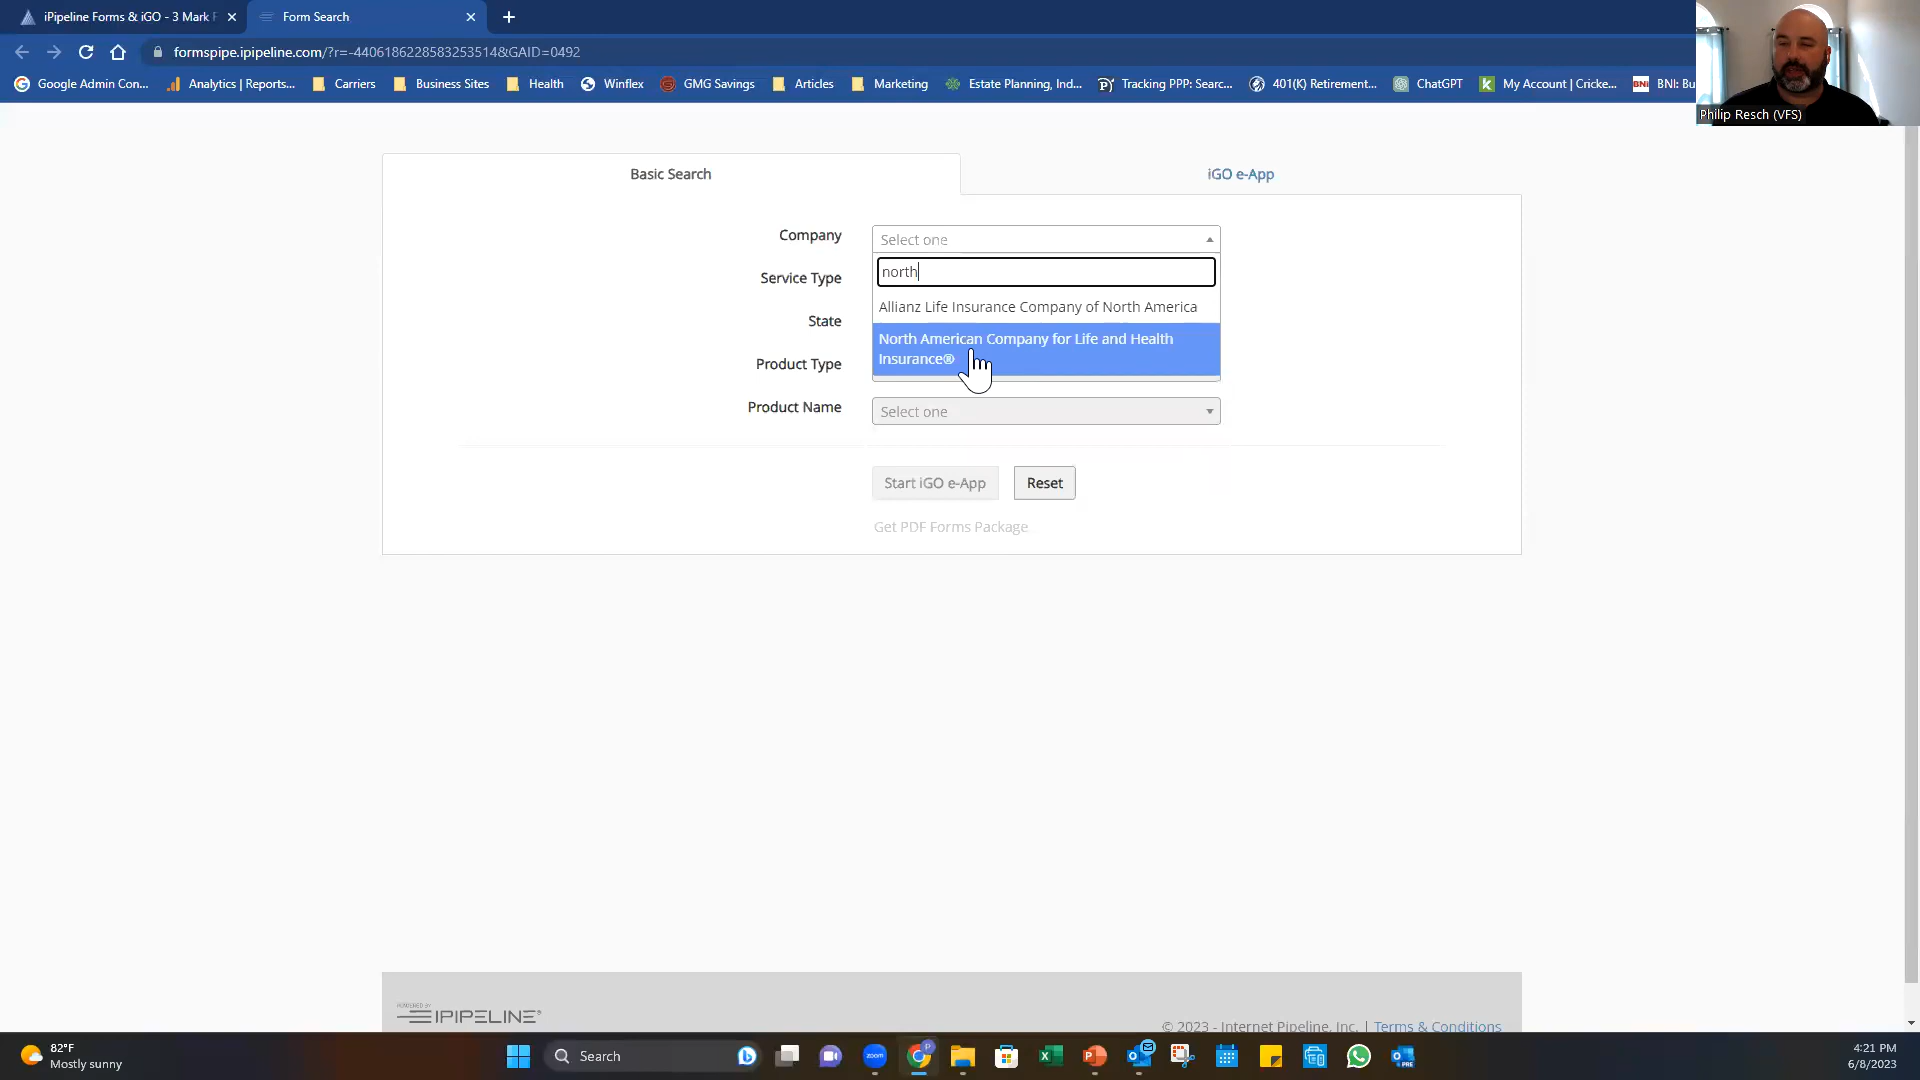 iPipeline Forms & iGO - 3 Mark F
Form Search
formspipe.ipipeline.com/?r=-4406186228583253514&GAID=0492
Google Admin Con...
Analytics | Reports...
Carriers
Business Sites
Health
Winflex
GMG Savings
Articles
Marketing
Estate Planning, Ind...
Tracking PPP: Searc...
401(K) Retirement...
ChatGPT
My Account | Cricke...
BNI: Bu
Philip Resch (VFS)
Basic Search
iGO e-App
Company
Select one
north
Service Type
Allianz Life Insurance Company of North America
State
North American Company for Life and Health
Insurance®
Product Type
Product Name
Select one
Start iGO e-App
Reset
Get PDF Forms Package
POWERED BY
IPIPELINE®
© 2023 - Internet Pipeline, Inc. | Terms & Conditions
82°F
Mostly sunny
Search
zoom
4:21 PM
6/8/2023